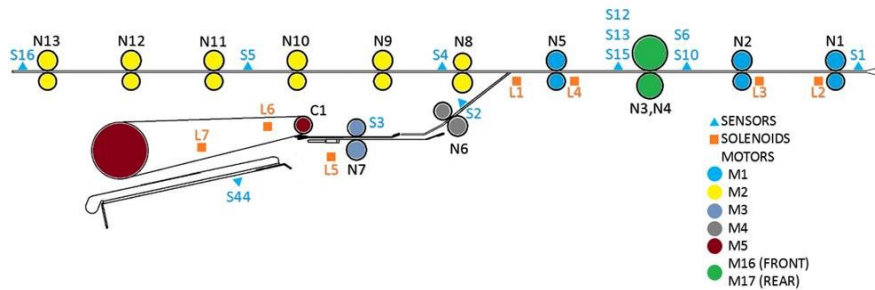 S12
S13
S15
S6
S10
S16
N13
N12
N11
S5
N10
N9
S4
N8
N5
N2
N1
S1
L1
L4
N3,N4
L3
L2
S2
N6
L6
C1
S3
L7
L5
N7
S44
SENSORS
SOLENOIDS
MOTORS
M1
M2
M3
M4
M5
M16 (FRONT)
M17 (REAR)